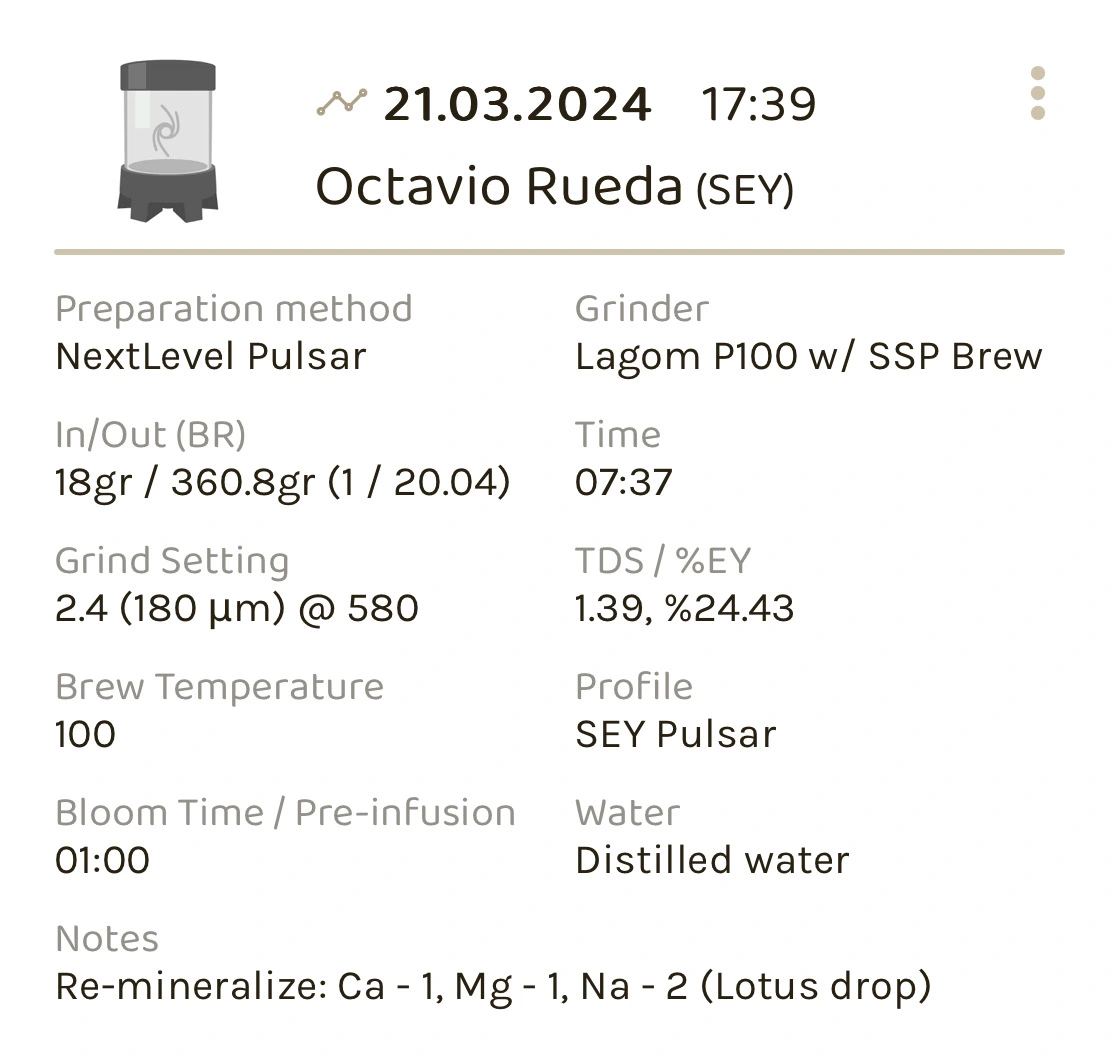 21.03.2024 17:39
Octavio Rueda (SEY)
Preparation method
NextLevel Pulsar
Grinder
Lagom P100 w/ SSP Brew
In/Out (BR)
18gr / 360.8gr (1 / 20.04)
Time
07:37
Grind Setting
2.4 (180 µm) @ 580
TDS / %EY
1.39, %24.43
Brew Temperature
100
Profile
SEY Pulsar
Bloom Time / Pre-infusion
01:00
Water
Distilled water
Notes
Re-mineralize: Ca - 1, Mg - 1, Na - 2 (Lotus drop)